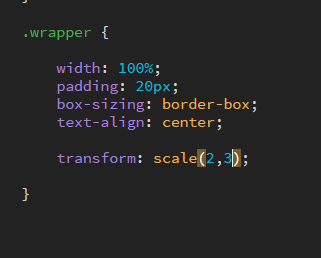 }
.wrapper {
width: 100%;
padding: 20px;
box-sizing: border-box;
text-align: center;
transform: scale(2,3);
}